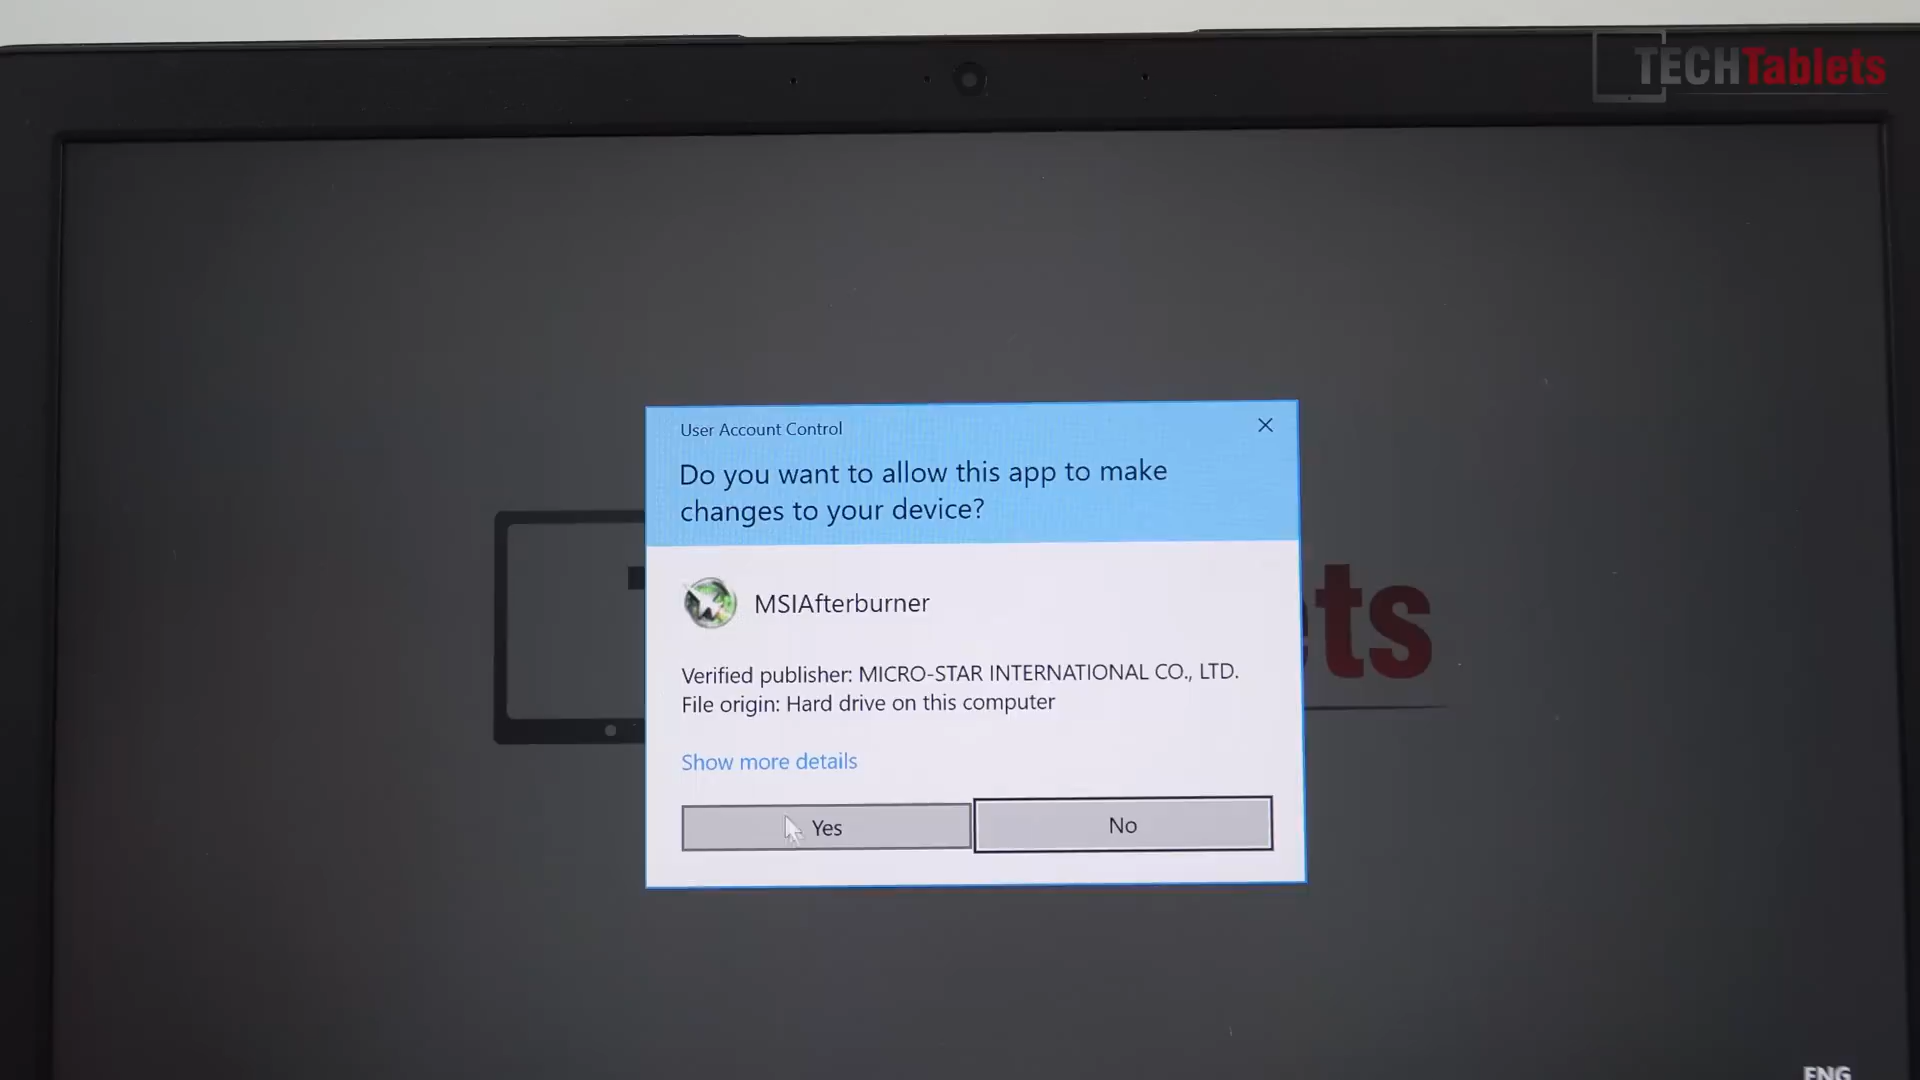 TECHTablets
User Account Control
Do you want to allow this app to make
changes to your device?
MSIAfterburner
ets
Verified publisher: MICRO-STAR INTERNATIONAL CO., LTD.
File origin: Hard drive on this computer
Show more details
Yes
No
ENG